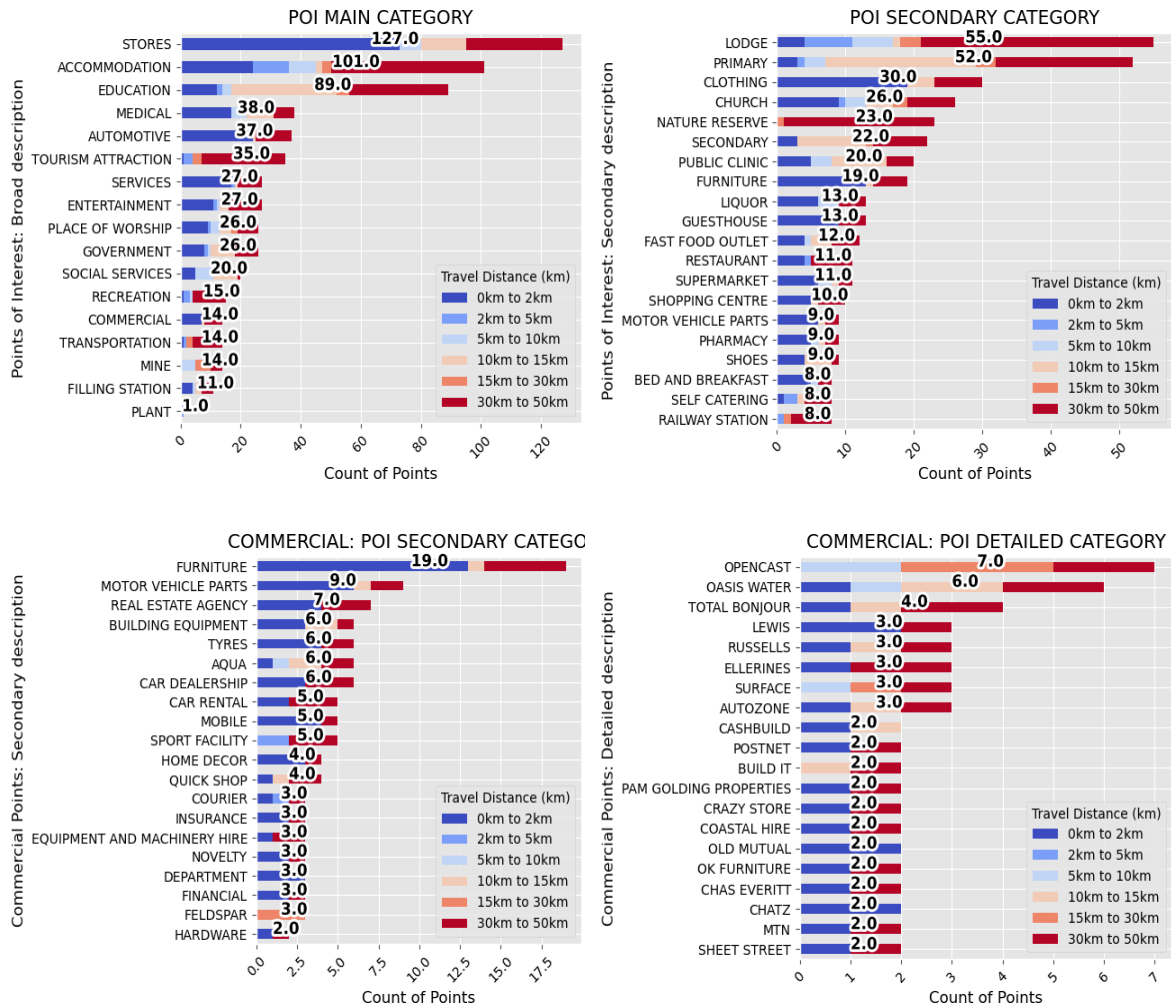 POI MAIN CATEGORY
Points of Interest: Broad description
STORES 127.0
ACCOMMODATION 101.0
EDUCATION 89.0
MEDICAL 38.0
AUTOMOTIVE 37.0
TOURISM ATTRACTION 35.0
SERVICES 27.0
ENTERTAINMENT 27.0
PLACE OF WORSHIP 26.0
GOVERNMENT 26.0
SOCIAL SERVICES 20.0
RECREATION 15.0
COMMERCIAL 14.0
TRANSPORTATION 14.0
MINE 14.0
FILLING STATION 11.0
PLANT 1.0
Travel Distance (km)
0km to 2km
2km to 5km
5km to 10km
10km to 15km
15km to 30km
30km to 50km
0 20 40 60 80 100 120
Count of Points
POI SECONDARY CATEGORY
Points of Interest: Secondary description
LODGE 55.0
PRIMARY 52.0
CLOTHING 30.0
CHURCH 26.0
NATURE RESERVE 23.0
SECONDARY 22.0
PUBLIC CLINIC 20.0
FURNITURE 19.0
LIQUOR 13.0
GUESTHOUSE 13.0
FAST FOOD OUTLET 12.0
RESTAURANT 11.0
SUPERMARKET 11.0
SHOPPING CENTRE 10.0
MOTOR VEHICLE PARTS 9.0
PHARMACY 9.0
SHOES 9.0
BED AND BREAKFAST 8.0
SELF CATERING 8.0
RAILWAY STATION 8.0
Travel Distance (km)
0km to 2km
2km to 5km
5km to 10km
10km to 15km
15km to 30km
30km to 50km
0 10 20 30 40 50
Count of Points
COMMERCIAL: POI SECONDARY CATEGO
Commercial Points: Secondary description
FURNITURE 19.0
MOTOR VEHICLE PARTS 9.0
REAL ESTATE AGENCY 7.0
BUILDING EQUIPMENT 6.0
TYRES 6.0
AQUA 6.0
CAR DEALERSHIP 6.0
CAR RENTAL 5.0
MOBILE 5.0
SPORT FACILITY 5.0
HOME DECOR 4.0
QUICK SHOP 4.0
COURIER 3.0
INSURANCE 3.0
EQUIPMENT AND MACHINERY HIRE 3.0
NOVELTY 3.0
DEPARTMENT 3.0
FINANCIAL 3.0
FELDSPAR 3.0
HARDWARE 2.0
Travel Distance (km)
0km to 2km
2km to 5km
5km to 10km
10km to 15km
15km to 30km
30km to 50km
0.0 2.5 5.0 7.5 10.0 12.5 15.0 17.5
Count of Points
COMMERCIAL: POI DETAILED CATEGORY
Commercial Points: Detailed description
OPENCAST 7.0
OASIS WATER 6.0
TOTAL BONJOUR 4.0
LEWIS 3.0
RUSSELLS 3.0
ELLERINES 3.0
SURFACE 3.0
AUTOZONE 3.0
CASHBUILD 2.0
POSTNET 2.0
BUILD IT 2.0
PAM GOLDING PROPERTIES 2.0
CRAZY STORE 2.0
COASTAL HIRE 2.0
OLD MUTUAL 2.0
OK FURNITURE 2.0
CHAS EVERITT 2.0
CHATZ 2.0
MTN 2.0
SHEET STREET 2.0
Travel Distance (km)
0km to 2km
2km to 5km
5km to 10km
10km to 15km
15km to 30km
30km to 50km
0 1 2 3 4 5 6 7
Count of Points